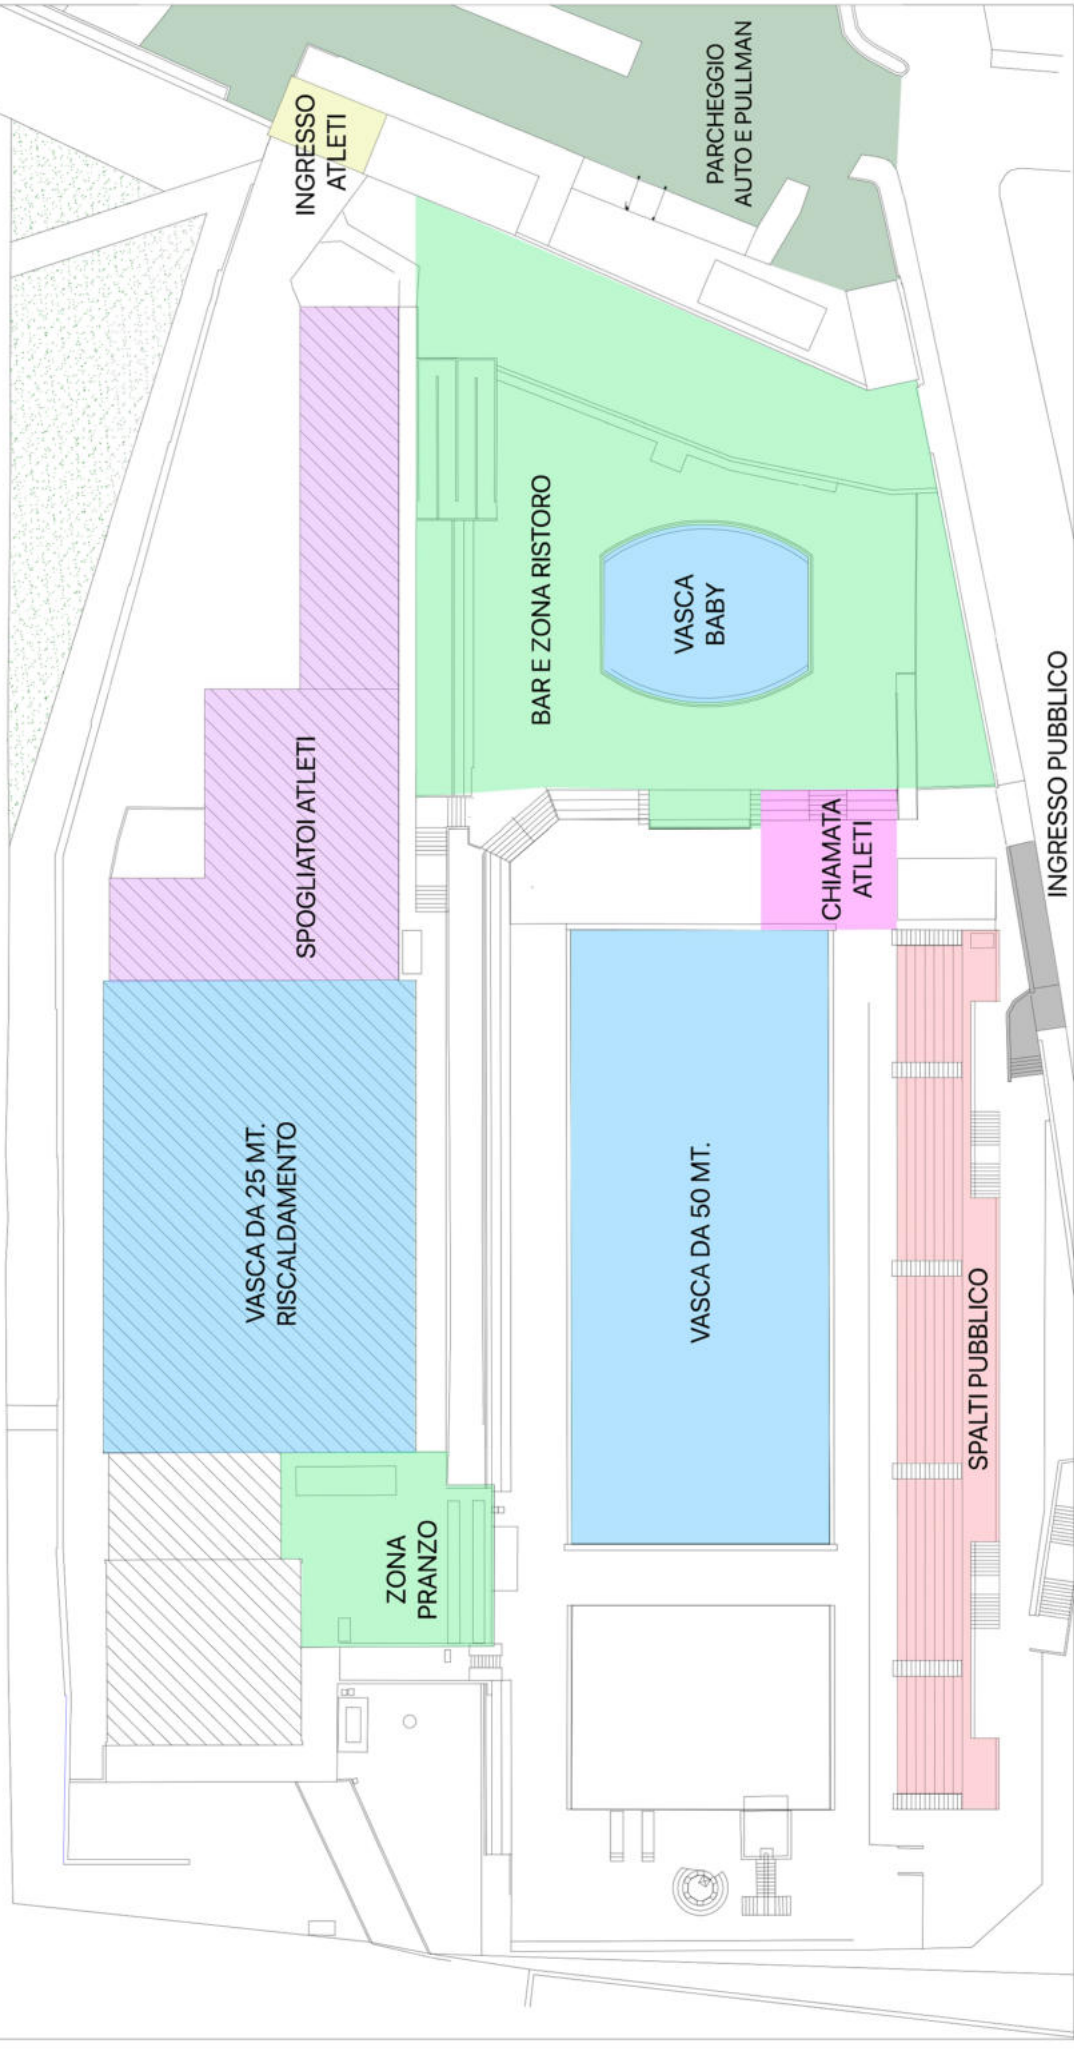 INGRESSO
ATLETI
PARCHEGGIO
AUTO E PULLMAN
BAR E ZONA RISTORO
VASCA
BABY
SPOGLIATOI ATLETI
CHIAMATA
ATLETI
INGRESSO PUBBLICO
VASCA DA 25 MT.
RISCALDAMENTO
VASCA DA 50 MT.
SPALTI PUBBLICO
ZONA
PRANZO